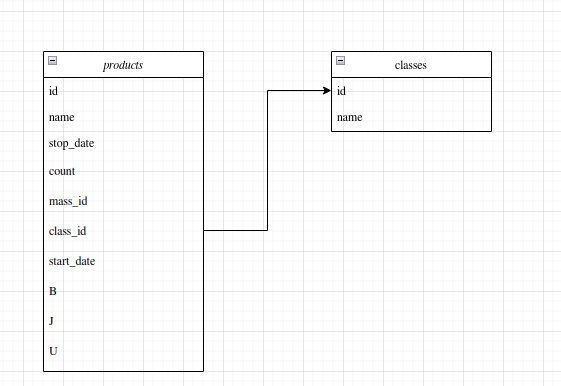 products
id
name
stop_date
count
mass_id
class_id
start_date
B
J
U
classes
id
name